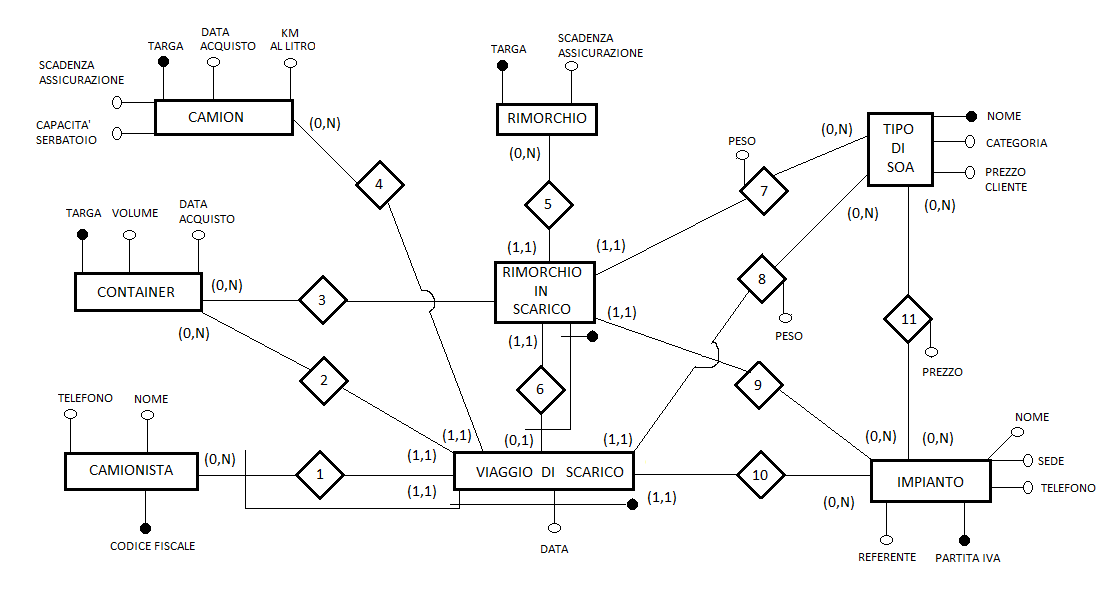 TARGA
DATA
ACQUISTO
KM
AL LITRO
SCADENZA
ASSICURAZIONE
CAPACITA'
SERBATOIO
CAMION
(0,N)
4
TARGA
SCADENZA
ASSICURAZIONE
RIMORCHIO
(0,N)
5
(1,1)
PESO
7
(1,1)
(0,N)
TIPO
DI
SOA
NOME
CATEGORIA
PREZZO
CLIENTE
(0,N)
(0,N)
8
PESO
TARGA
VOLUME
DATA
ACQUISTO
CONTAINER
(0,N)
(0,N)
3
RIMORCHIO
IN
SCARICO
(1,1)
(1,1)
2
6
9
11
PREZZO
TELEFONO
NOME
CAMIONISTA
(0,N)
CODICE FISCALE
1
(1,1)
(1,1)
(1,1)
(0,1)
(1,1)
VIAGGIO DI SCARICO
(1,1)
DATA
10
(0,N)
(0,N)
(0,N)
IMPIANTO
NOME
SEDE
TELEFONO
REFERENTE
PARTITA IVA